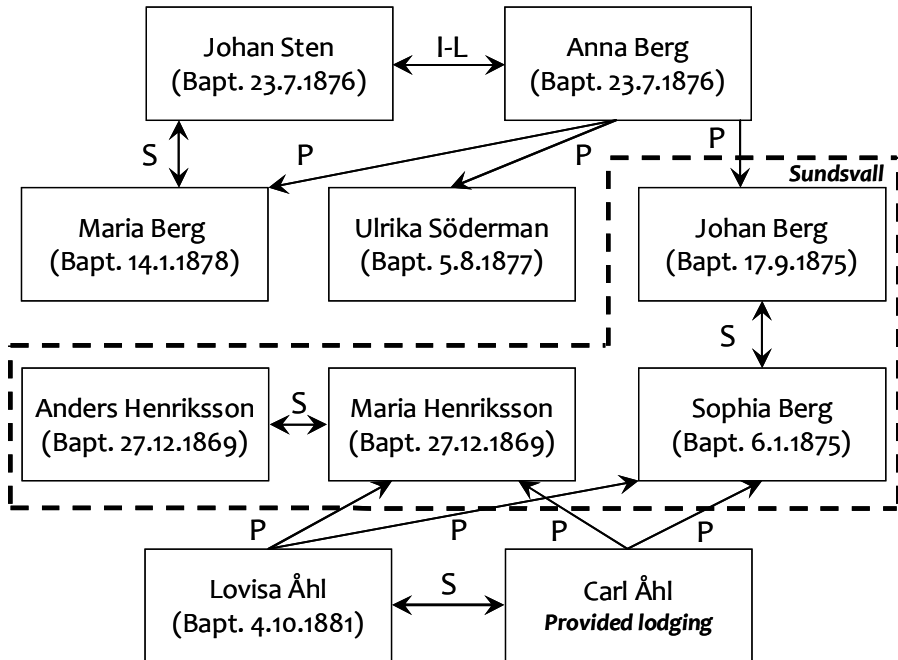 Johan Sten
(Bapt. 23.7.1876)
I-L
Anna Berg
(Bapt. 23.7.1876)
S
P
P
P
Sundsvall
Maria Berg
(Bapt. 14.1.1878)
Ulrika Söderman
(Bapt. 5.8.1877)
Johan Berg
(Bapt. 17.9.1875)
S
Anders Henriksson
(Bapt. 27.12.1869)
S
Maria Henriksson
(Bapt. 27.12.1869)
Sophia Berg
(Bapt. 6.1.1875)
P
P
P
P
Lovisa Åhl
(Bapt. 4.10.1881)
S
Carl Åhl
Provided lodging